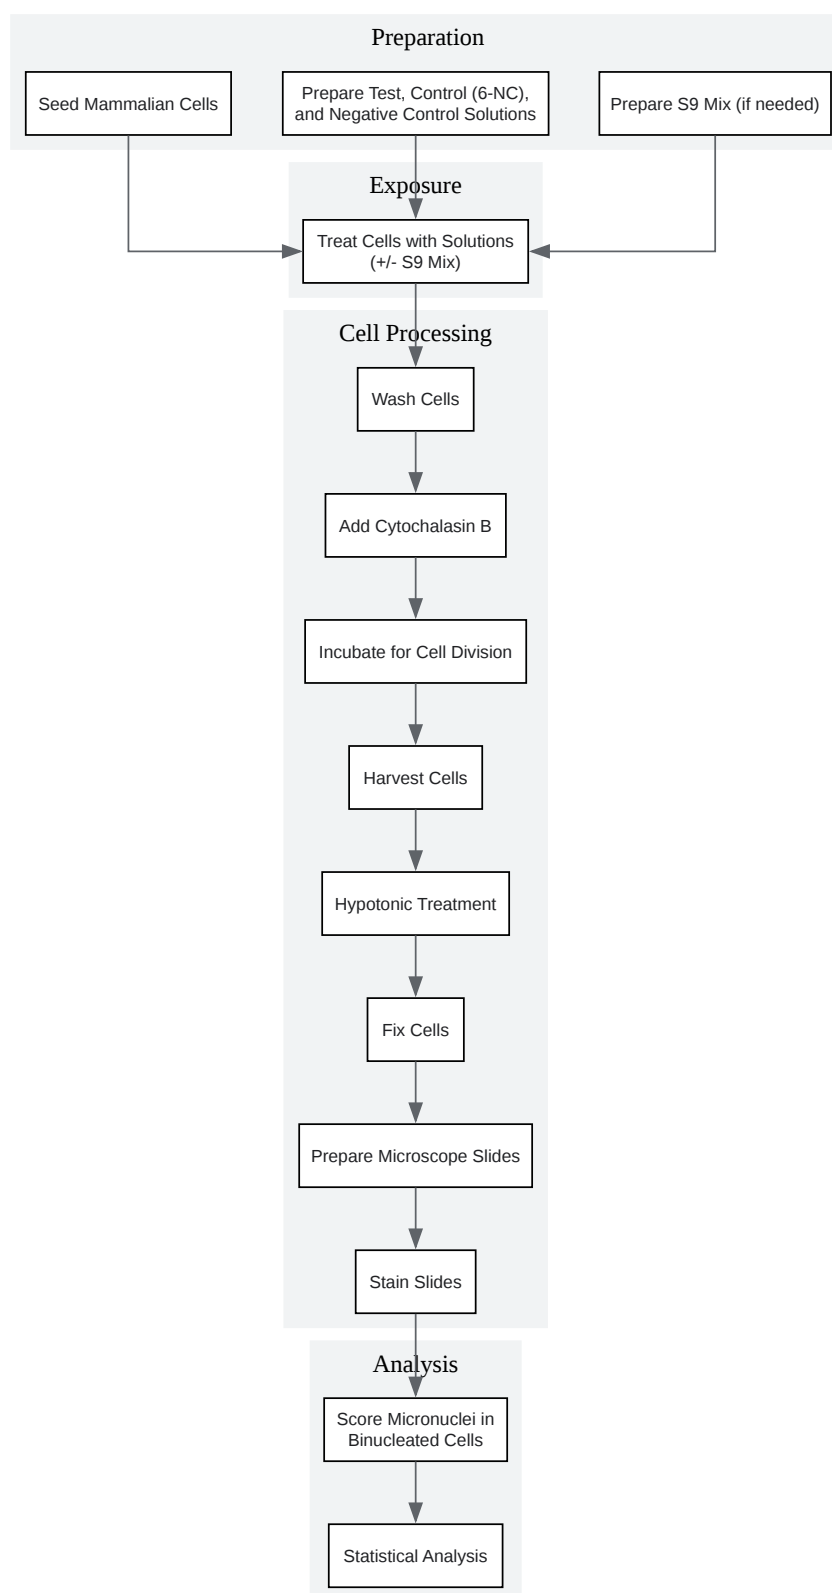 Preparation
Seed Mammalian Cells
Prepare Test, Control (6-NC),
and Negative Control Solutions
Prepare S9 Mix (if needed)
Exposure
Treat Cells with Solutions
(+/- S9 Mix)
Cell Processing
Wash Cells
Add Cytochalasin B
Incubate for Cell Division
Harvest Cells
Hypotonic Treatment
Fix Cells
Prepare Microscope Slides
Stain Slides
Analysis
Score Micronuclei in
Binucleated Cells
Statistical Analysis